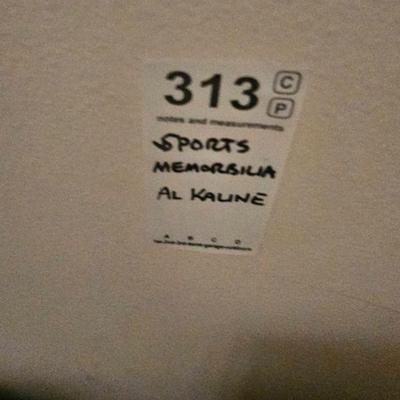 313 C
P
notes and measurements
SPORTS
MEMORBILIA
AL KALINE
A B C D